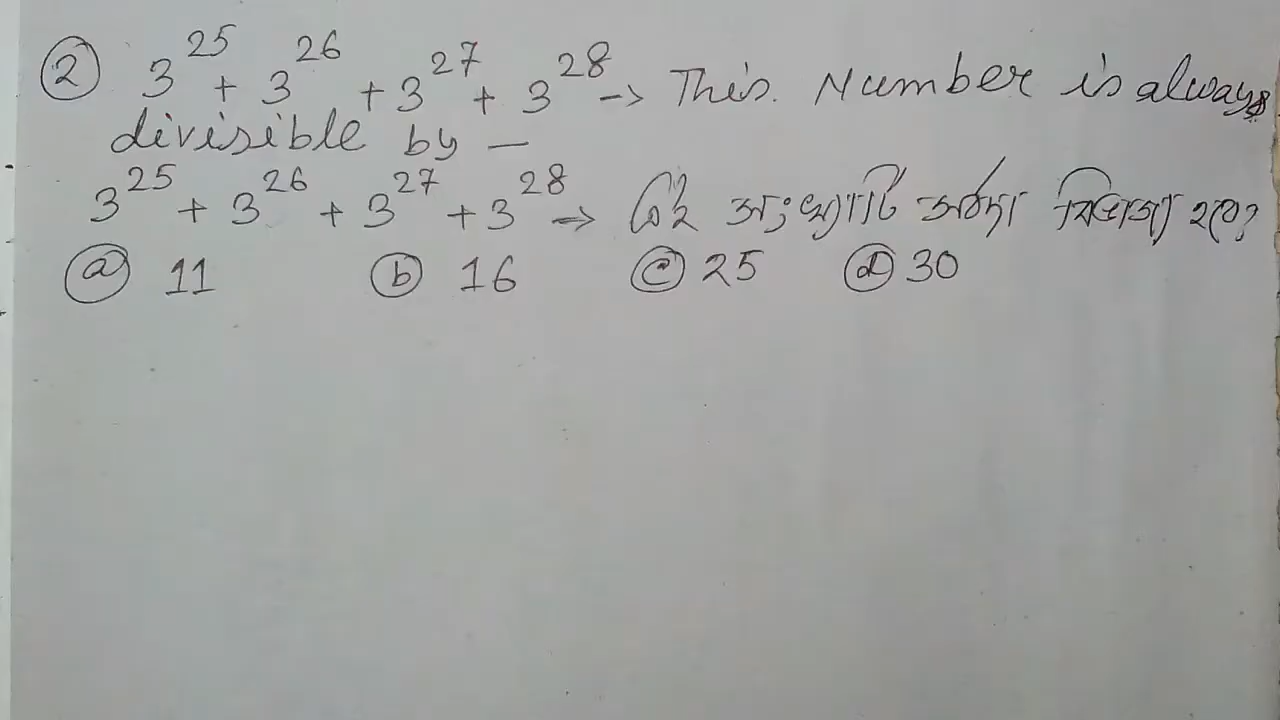 ② 3²⁵ + 3²⁶ + 3²⁷ + 3²⁸ → This. Number is always
divisible by —
3²⁵ + 3²⁶ + 3²⁷ + 3²⁸ → এই সংখ্যাটি সর্বদা বিভাজ্য হবে?
ⓐ 11 ⓑ 16 ⓒ 25 ⓓ 30